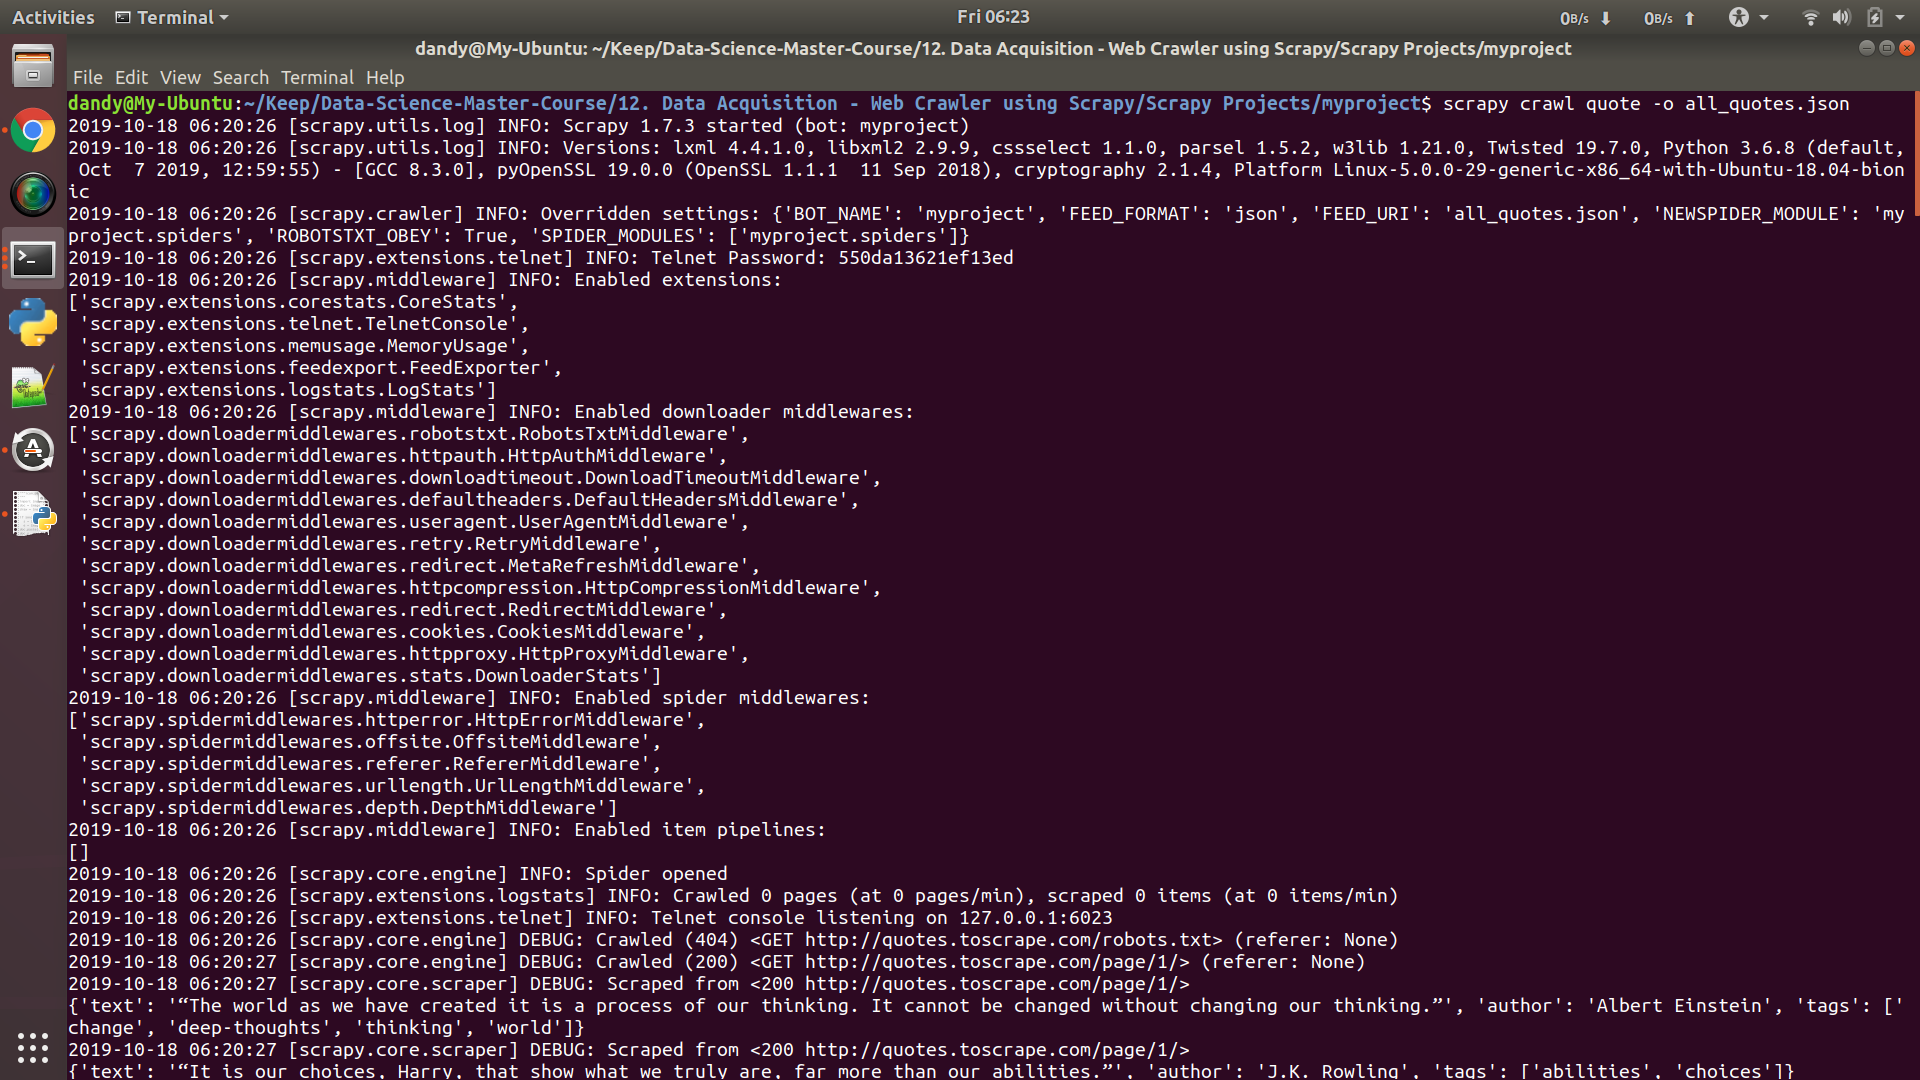 Activities Terminal Fri 06:23 0B/s 0B/s
dandy@My-Ubuntu: ~/Keep/Data-Science-Master-Course/12. Data Acquisition - Web Crawler using Scrapy/Scrapy Projects/myproject
File Edit View Search Terminal Help
dandy@My-Ubuntu:~/Keep/Data-Science-Master-Course/12. Data Acquisition - Web Crawler using Scrapy/Scrapy Projects/myproject$ scrapy crawl quote -o all_quotes.json
2019-10-18 06:20:26 [scrapy.utils.log] INFO: Scrapy 1.7.3 started (bot: myproject)
2019-10-18 06:20:26 [scrapy.utils.log] INFO: Versions: lxml 4.4.1.0, libxml2 2.9.9, cssselect 1.1.0, parsel 1.5.2, w3lib 1.21.0, Twisted 19.7.0, Python 3.6.8 (default,
 Oct  7 2019, 12:59:55) - [GCC 8.3.0], pyOpenSSL 19.0.0 (OpenSSL 1.1.1  11 Sep 2018), cryptography 2.1.4, Platform Linux-5.0.0-29-generic-x86_64-with-Ubuntu-18.04-bion
ic
2019-10-18 06:20:26 [scrapy.crawler] INFO: Overridden settings: {'BOT_NAME': 'myproject', 'FEED_FORMAT': 'json', 'FEED_URI': 'all_quotes.json', 'NEWSPIDER_MODULE': 'my
project.spiders', 'ROBOTSTXT_OBEY': True, 'SPIDER_MODULES': ['myproject.spiders']}
2019-10-18 06:20:26 [scrapy.extensions.telnet] INFO: Telnet Password: 550da13621ef13ed
2019-10-18 06:20:26 [scrapy.middleware] INFO: Enabled extensions:
['scrapy.extensions.corestats.CoreStats',
 'scrapy.extensions.telnet.TelnetConsole',
 'scrapy.extensions.memusage.MemoryUsage',
 'scrapy.extensions.feedexport.FeedExporter',
 'scrapy.extensions.logstats.LogStats']
2019-10-18 06:20:26 [scrapy.middleware] INFO: Enabled downloader middlewares:
['scrapy.downloadermiddlewares.robotstxt.RobotsTxtMiddleware',
 'scrapy.downloadermiddlewares.httpauth.HttpAuthMiddleware',
 'scrapy.downloadermiddlewares.downloadtimeout.DownloadTimeoutMiddleware',
 'scrapy.downloadermiddlewares.defaultheaders.DefaultHeadersMiddleware',
 'scrapy.downloadermiddlewares.useragent.UserAgentMiddleware',
 'scrapy.downloadermiddlewares.retry.RetryMiddleware',
 'scrapy.downloadermiddlewares.redirect.MetaRefreshMiddleware',
 'scrapy.downloadermiddlewares.httpcompression.HttpCompressionMiddleware',
 'scrapy.downloadermiddlewares.redirect.RedirectMiddleware',
 'scrapy.downloadermiddlewares.cookies.CookiesMiddleware',
 'scrapy.downloadermiddlewares.httpproxy.HttpProxyMiddleware',
 'scrapy.downloadermiddlewares.stats.DownloaderStats']
2019-10-18 06:20:26 [scrapy.middleware] INFO: Enabled spider middlewares:
['scrapy.spidermiddlewares.httperror.HttpErrorMiddleware',
 'scrapy.spidermiddlewares.offsite.OffsiteMiddleware',
 'scrapy.spidermiddlewares.referer.RefererMiddleware',
 'scrapy.spidermiddlewares.urllength.UrlLengthMiddleware',
 'scrapy.spidermiddlewares.depth.DepthMiddleware']
2019-10-18 06:20:26 [scrapy.middleware] INFO: Enabled item pipelines:
[]
2019-10-18 06:20:26 [scrapy.core.engine] INFO: Spider opened
2019-10-18 06:20:26 [scrapy.extensions.logstats] INFO: Crawled 0 pages (at 0 pages/min), scraped 0 items (at 0 items/min)
2019-10-18 06:20:26 [scrapy.extensions.telnet] INFO: Telnet console listening on 127.0.0.1:6023
2019-10-18 06:20:26 [scrapy.core.engine] DEBUG: Crawled (404) <GET http://quotes.toscrape.com/robots.txt> (referer: None)
2019-10-18 06:20:27 [scrapy.core.engine] DEBUG: Crawled (200) <GET http://quotes.toscrape.com/page/1/> (referer: None)
2019-10-18 06:20:27 [scrapy.core.scraper] DEBUG: Scraped from <200 http://quotes.toscrape.com/page/1/>
{'text': '“The world as we have created it is a process of our thinking. It cannot be changed without changing our thinking.”', 'author': 'Albert Einstein', 'tags': ['
change', 'deep-thoughts', 'thinking', 'world']}
2019-10-18 06:20:27 [scrapy.core.scraper] DEBUG: Scraped from <200 http://quotes.toscrape.com/page/1/>
{'text': '“It is our choices, Harry, that show what we truly are, far more than our abilities.”', 'author': 'J.K. Rowling', 'tags': ['abilities', 'choices']}